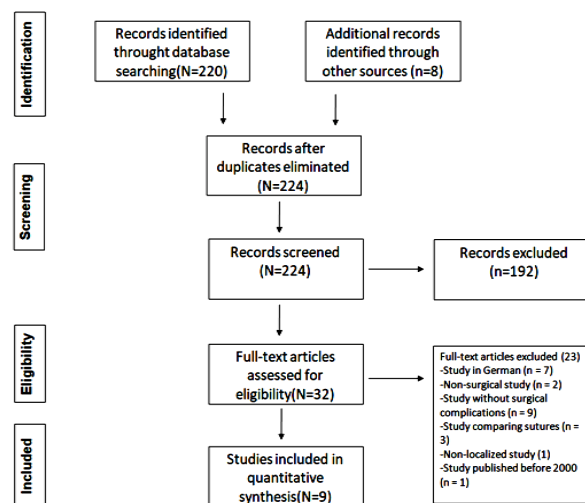 Identification
Records identified
throught database
searching(N=220)
Additional records
identified through
other sources (n=8)
Screening
Records after
duplicates eliminated
(N=224)
Records screened
(N=224)
Records excluded
(n=192)
Eligibility
Full-text articles
assessed for
eligibility(N=32)
Full-text articles excluded (23)
-Study in German (n = 7)
-Non-surgical study (n = 2)
-Study without surgical
complications (n = 9)
-Study comparing sutures (n =
3)
-Non-localized study (1)
-Study published before 2000
(n = 1)
Included
Studies included in
quantitative
synthesis(N=9)